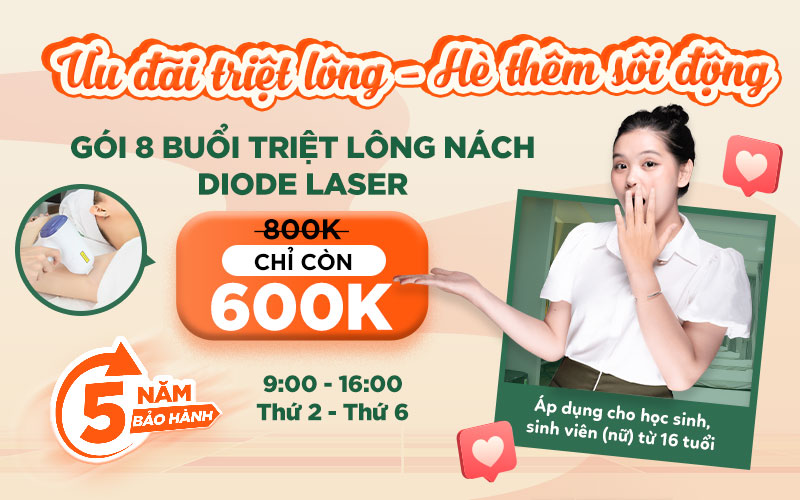 Ưu đãi triệt lông - Hè thêm sôi động
GÓI 8 BUỔI TRIỆT LÔNG NÁCH
DIODE LASER
800K
CHỈ CÒN
600K
5 NĂM
BẢO HÀNH
9:00 - 16:00
Thứ 2 - Thứ 6
Áp dụng cho học sinh,
sinh viên (nữ) từ 16 tuổi